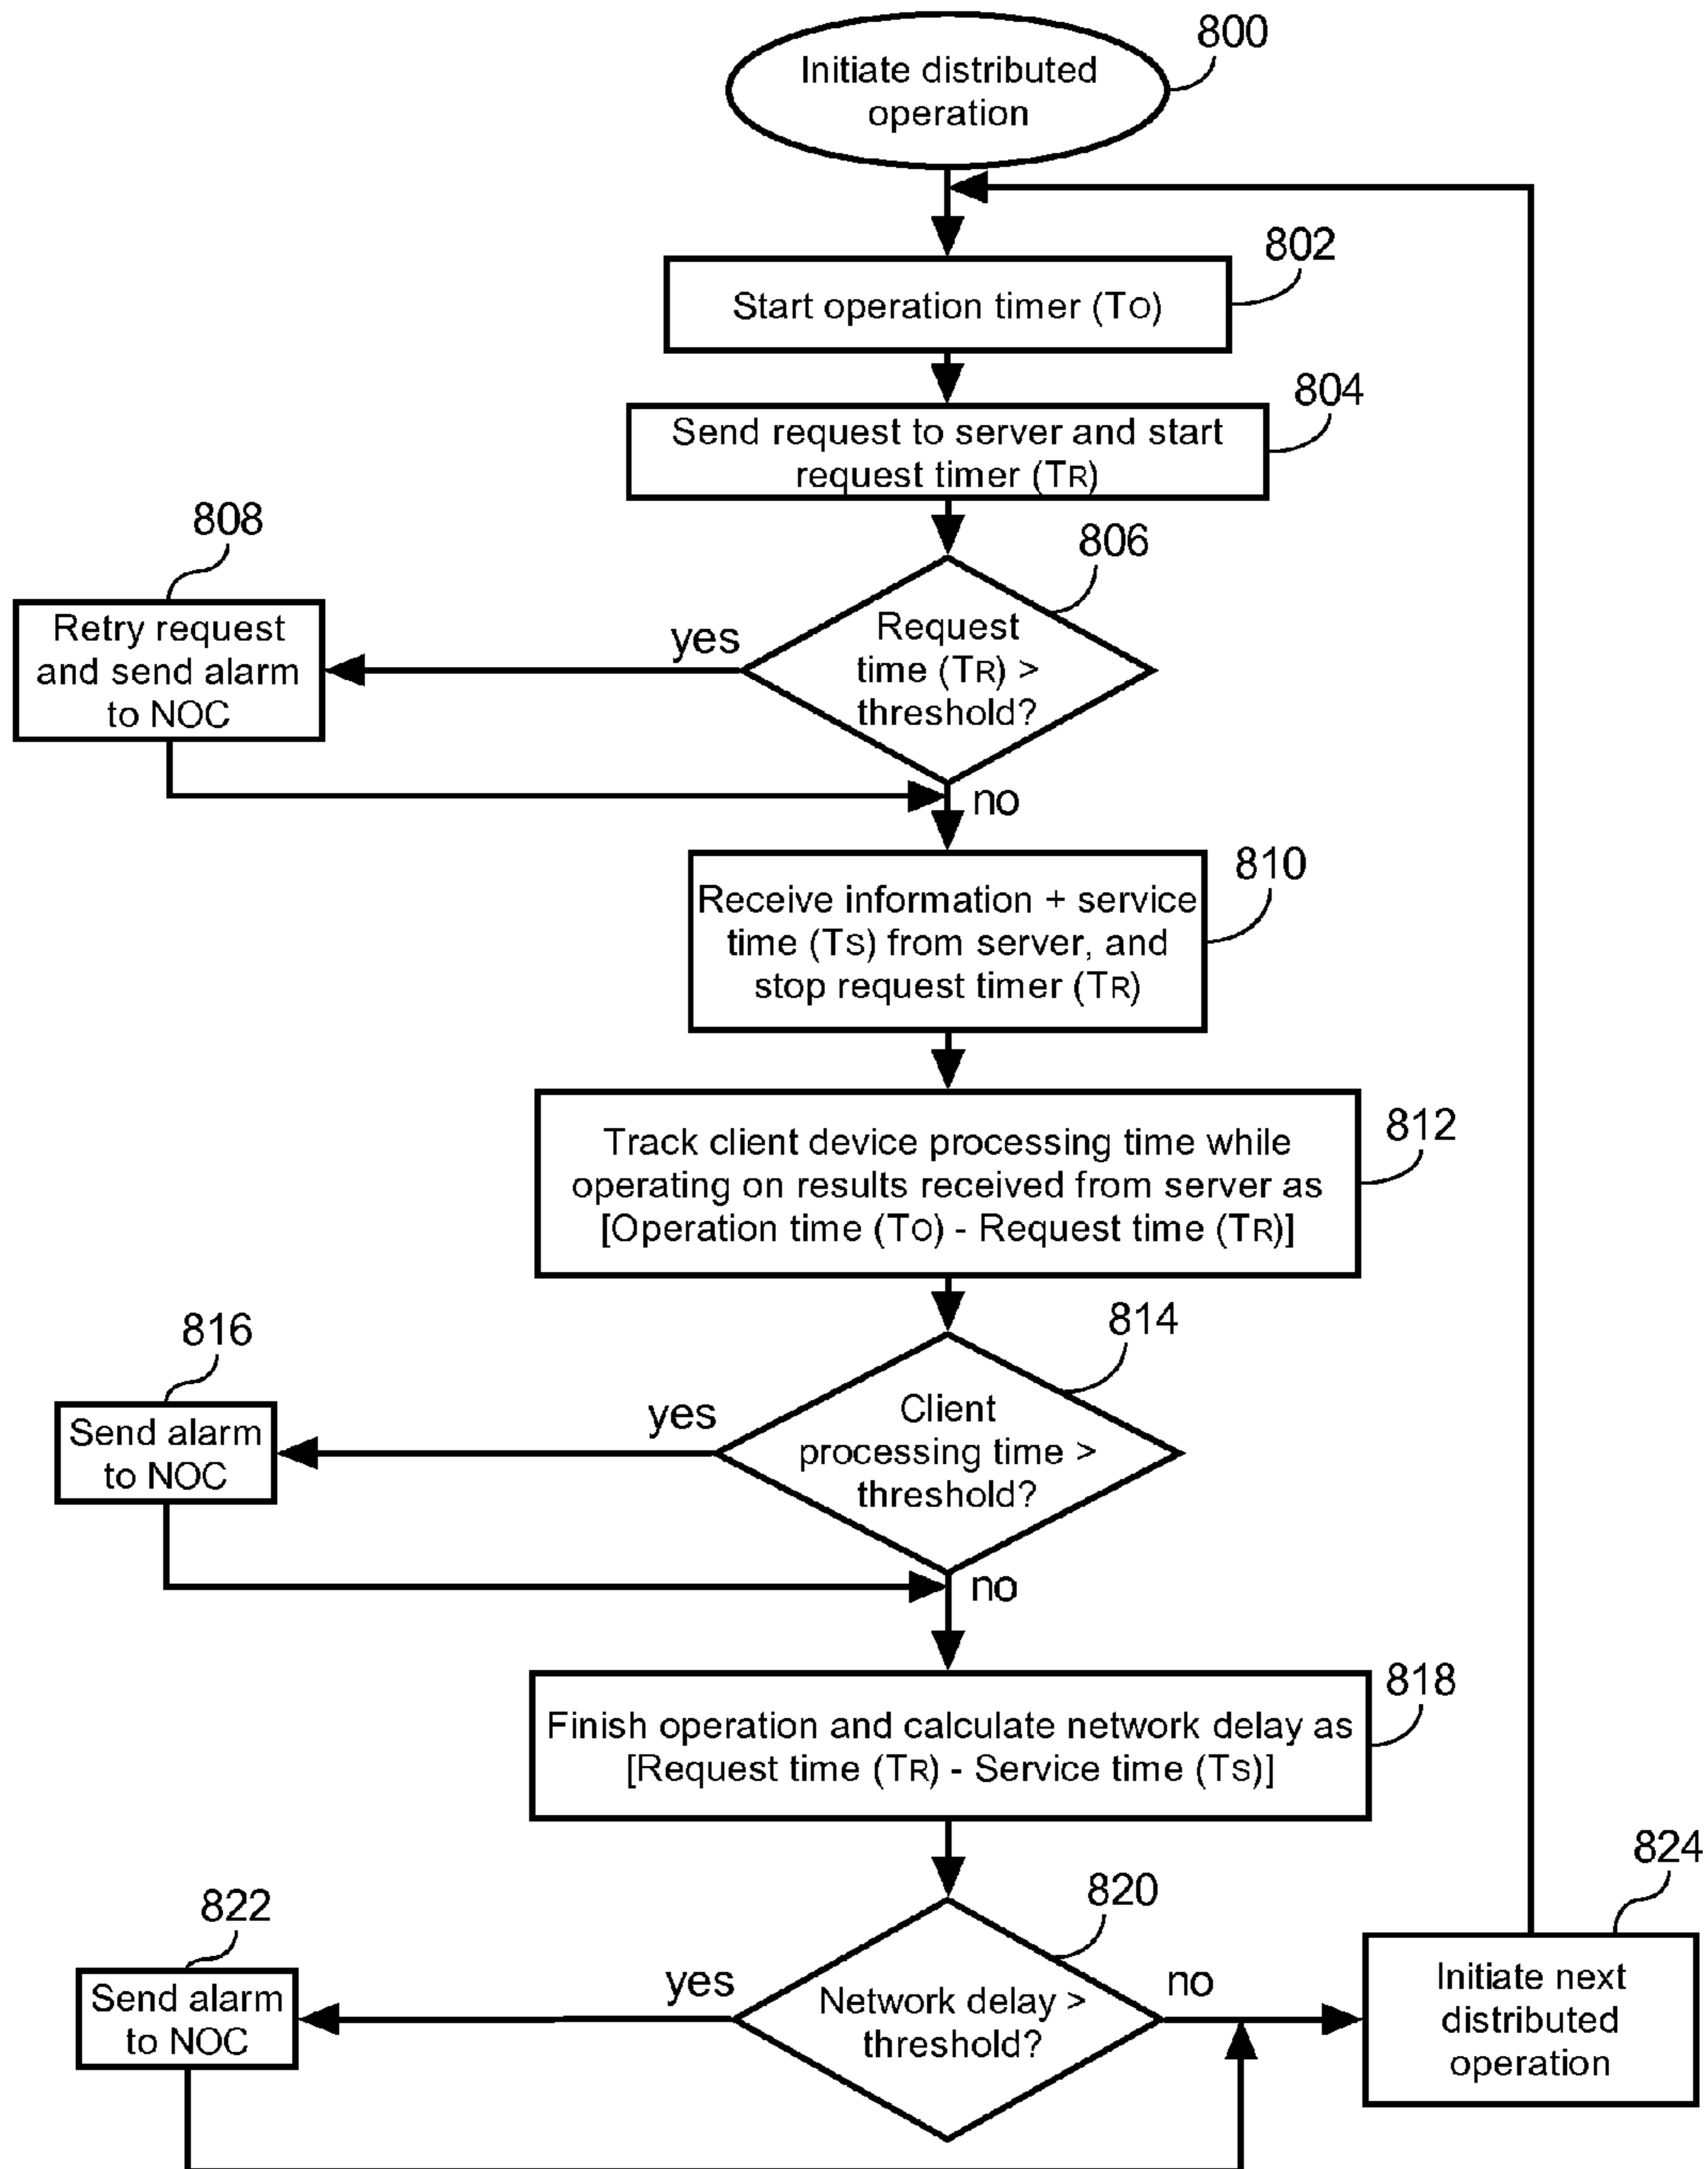 800
Initiate distributed
operation
802
Start operation timer (TO)
804
Send request to server and start
request timer (TR)
806
Request
time (TR) >
threshold?
yes
808
Retry request
and send alarm
to NOC
no
810
Receive information + service
time (TS) from server, and
stop request timer (TR)
812
Track client device processing time while
operating on results received from server as
[Operation time (TO) - Request time (TR)]
814
Client
processing time >
threshold?
yes
816
Send alarm
to NOC
no
818
Finish operation and calculate network delay as
[Request time (TR) - Service time (TS)]
820
Network delay >
threshold?
yes
822
Send alarm
to NOC
no
824
Initiate next
distributed
operation